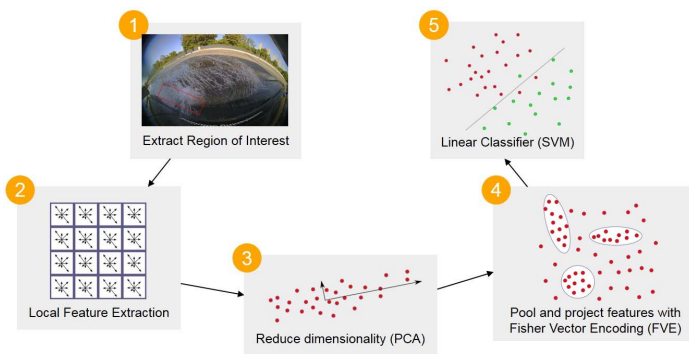 1
Extract Region of Interest
2
Local Feature Extraction
3
Reduce dimensionality (PCA)
4
Pool and project features with
Fisher Vector Encoding (FVE)
5
Linear Classifier (SVM)